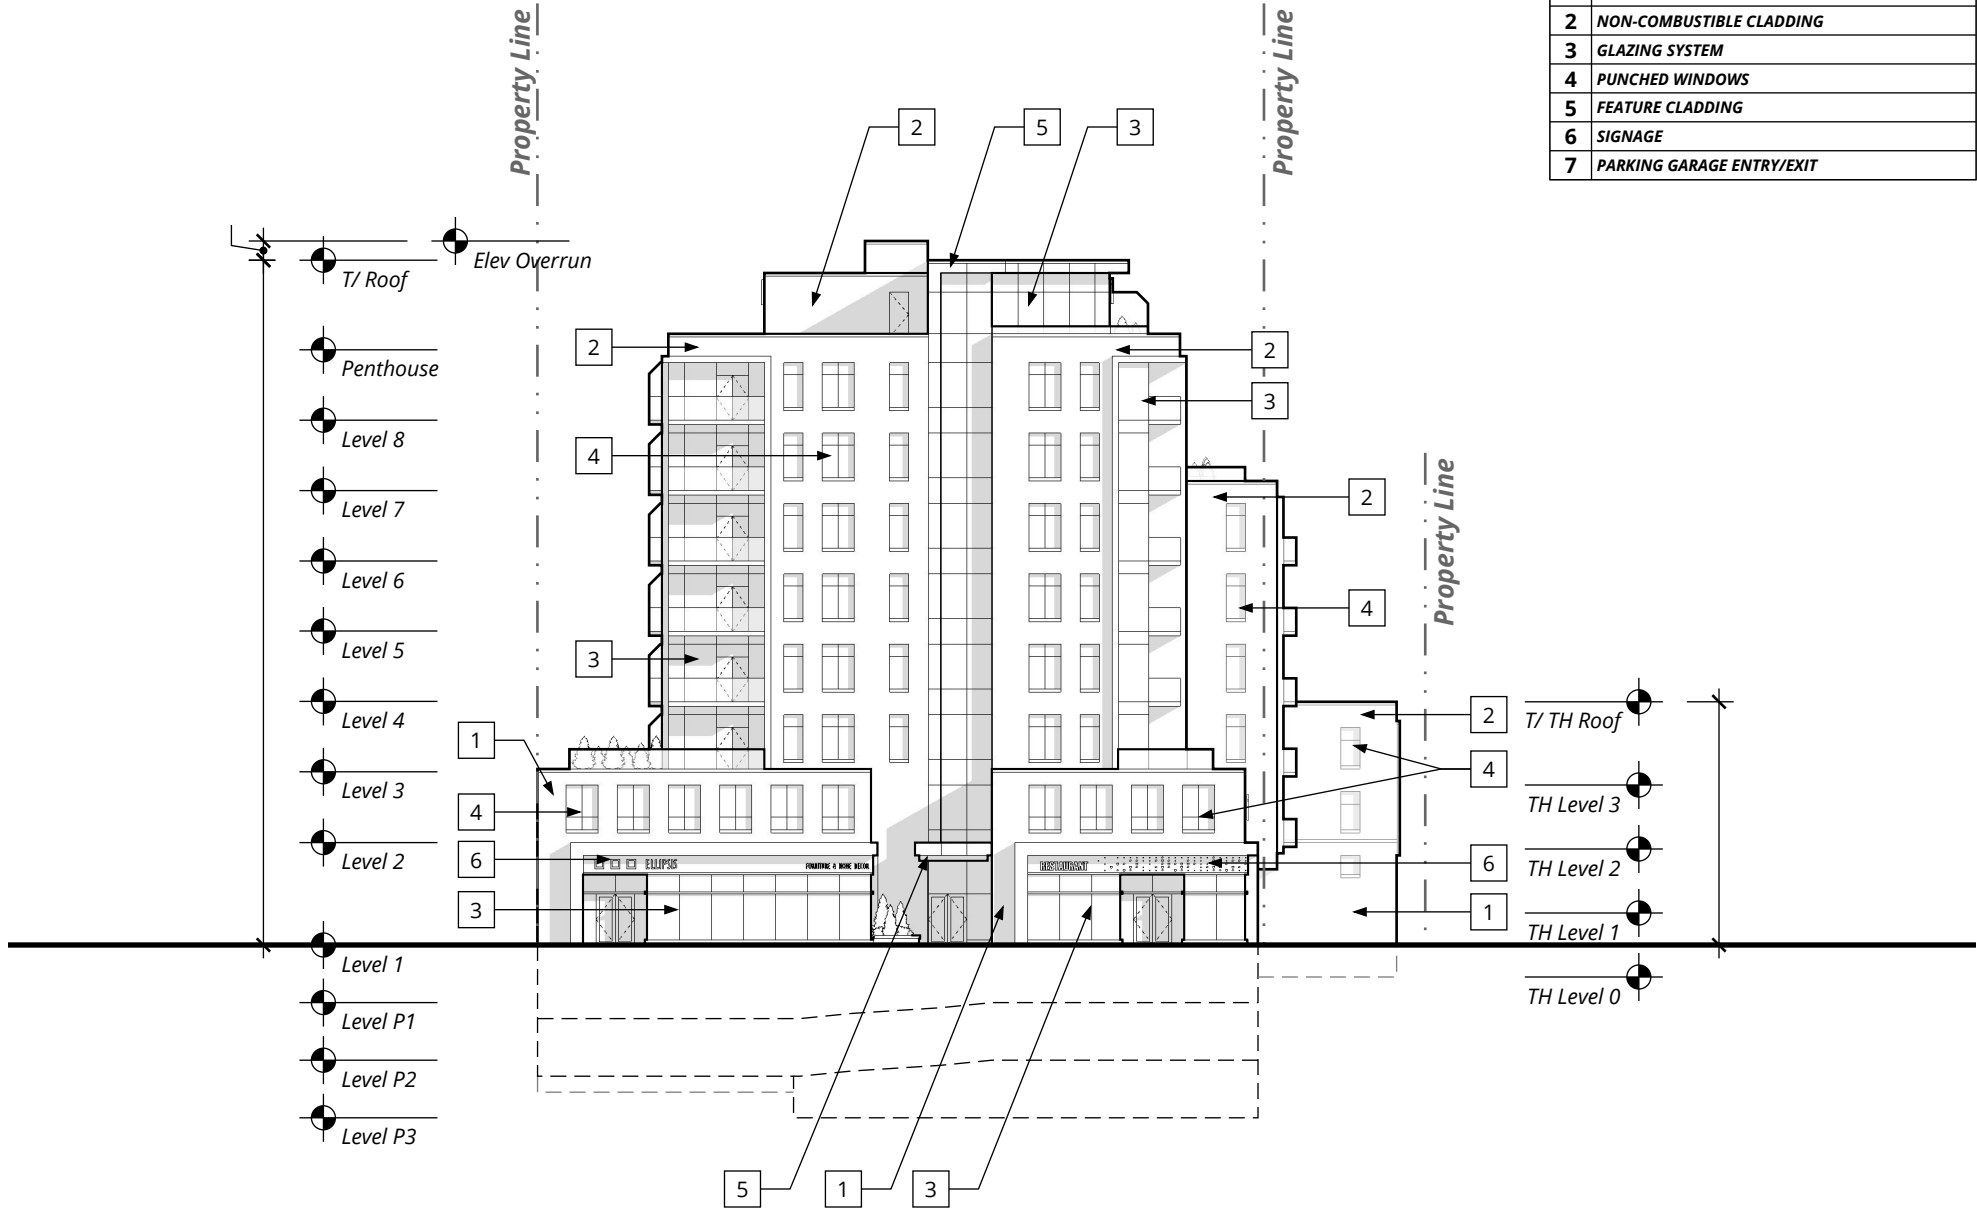 2 NON-COMBUSTIBLE CLADDING
3 GLAZING SYSTEM
4 PUNCHED WINDOWS
5 FEATURE CLADDING
6 SIGNAGE
7 PARKING GARAGE ENTRY/EXIT
Property Line
Property Line
2
5
3
Elev Overrun
T/ Roof
2
2
Penthouse
3
Level 8
4
Property Line
2
Level 7
Level 6
4
Level 5
3
Level 4
2
T/ TH Roof
1
4
Level 3
TH Level 3
4
Level 2
6
ELLIPSIS
FURNITURE & HOME DECOR
RESTAURANT
6
TH Level 2
3
1
TH Level 1
Level 1
TH Level 0
Level P1
Level P2
Level P3
5
1
3